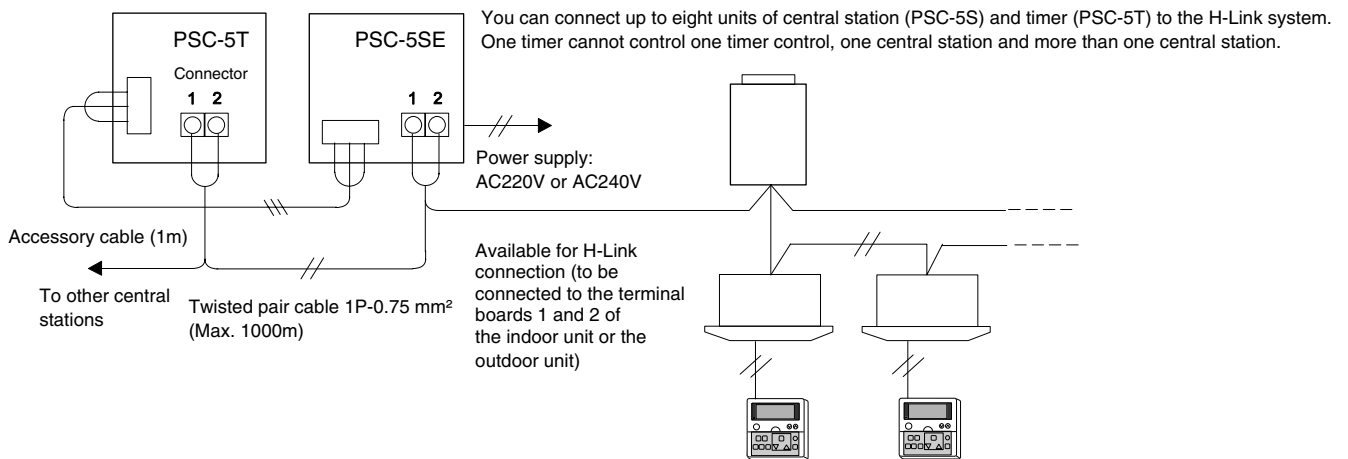 You can connect up to eight units of central station (PSC-5S) and timer (PSC-5T) to the H-Link system.
One timer cannot control one timer control, one central station and more than one central station.
PSC-5T
Connector
1 2
PSC-5SE
1 2
Power supply:
AC220V or AC240V
Accessory cable (1m)
To other central
stations
Twisted pair cable 1P-0.75 mm²
(Max. 1000m)
Available for H-Link
connection (to be
connected to the terminal
boards 1 and 2 of
the indoor unit or the
outdoor unit)